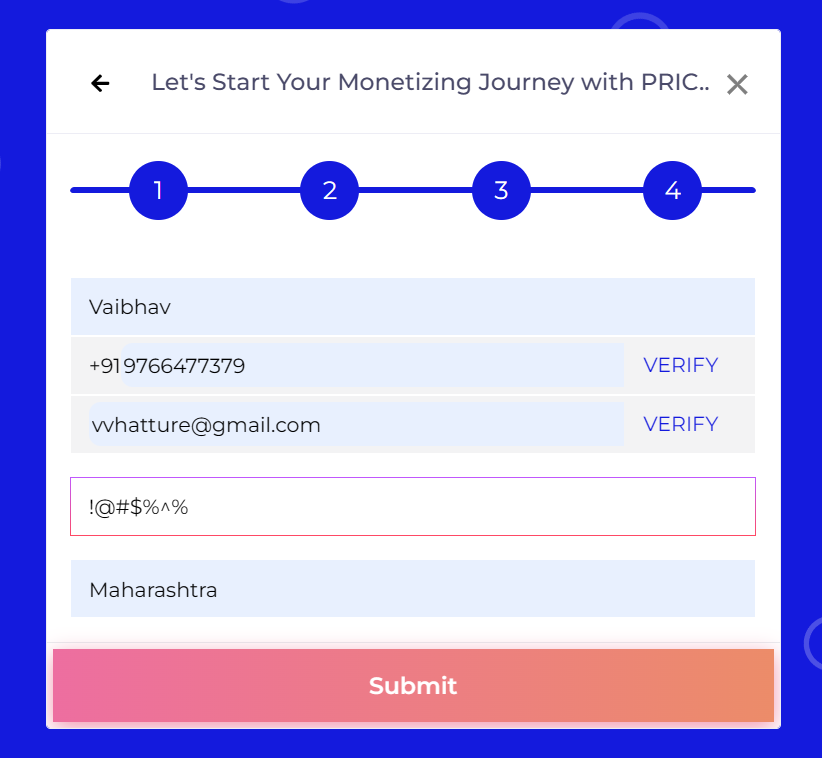 Let's Start Your Monetizing Journey with PRIC..
1 2 3 4
Vaibhav
+919766477379 VERIFY
vvhatture@gmail.com VERIFY
!@#$%^%
Maharashtra
Submit